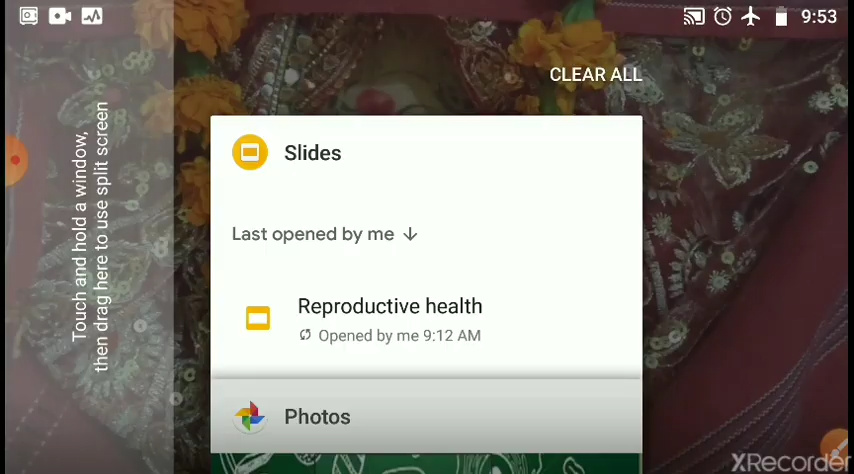 9:53
CLEAR ALL
Touch and hold a window,
then drag here to use split screen
Slides
Last opened by me
Reproductive health
Opened by me 9:12 AM
Photos
XRecorder